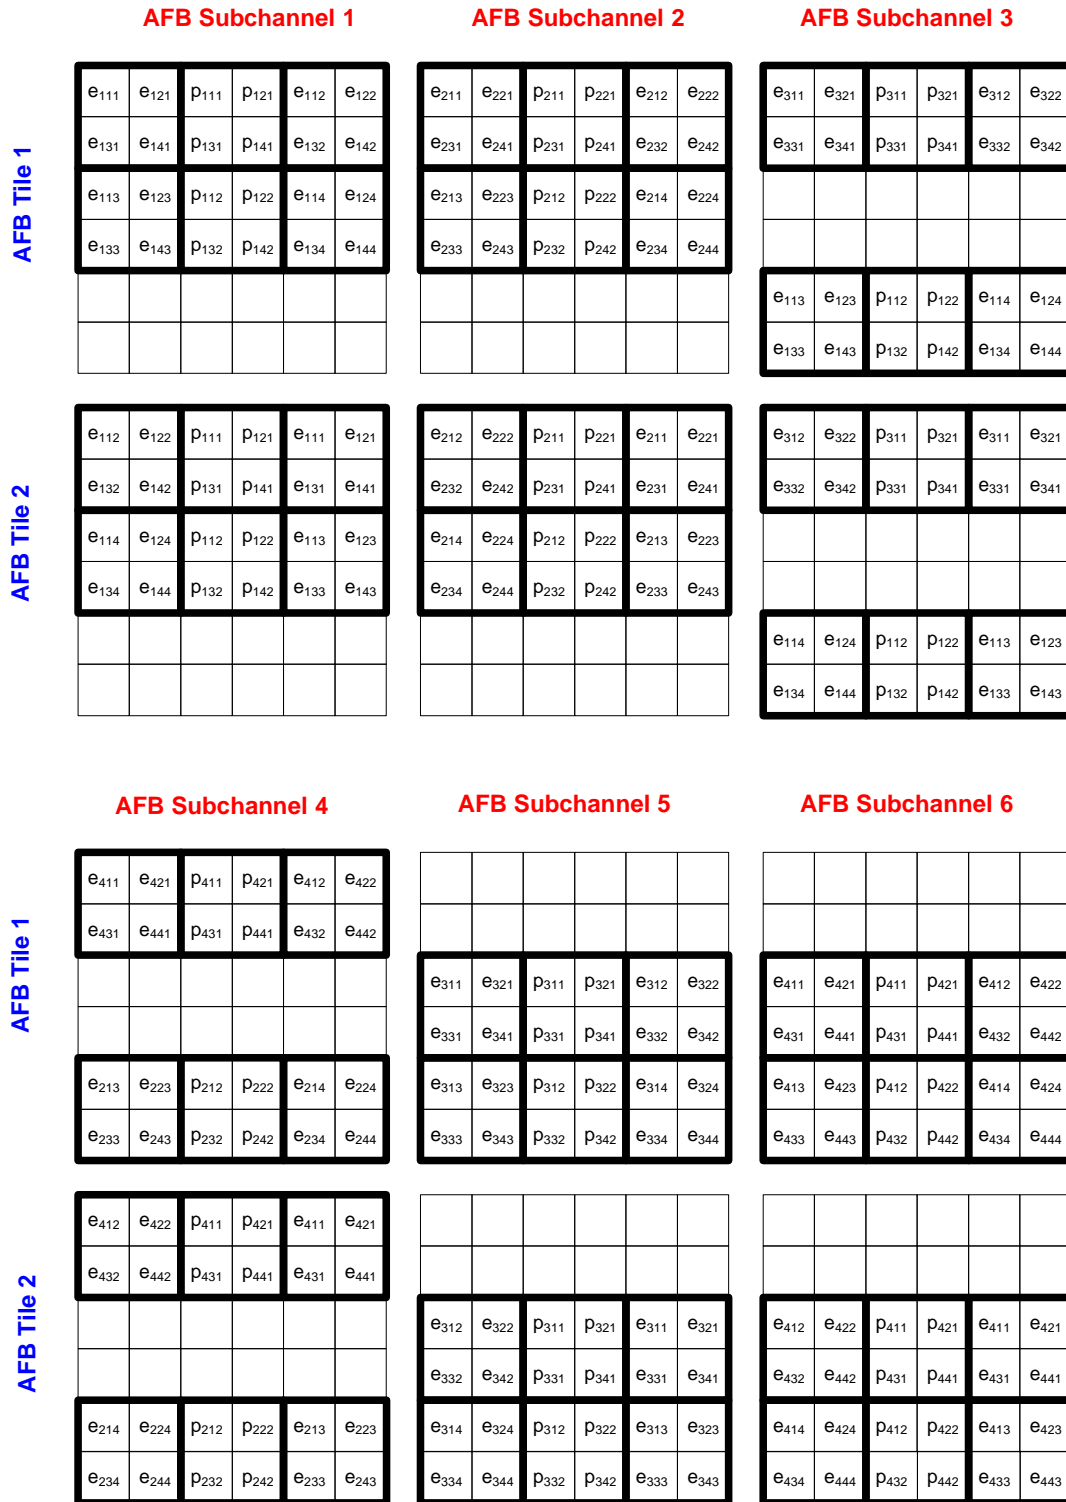 AFB Subchannel 1 AFB Subchannel 2 AFB Subchannel 3
AFB Tile 1
e111 e121 p111 p121 e112 e122 e211 e221 p211 p221 e212 e222 e311 e321 p311 p321 e312 e322
e131 e141 p131 p141 e132 e142 e231 e241 p231 p241 e232 e242 e331 e341 p331 p341 e332 e342
e113 e123 p112 p122 e114 e124 e213 e223 p212 p222 e214 e224
e133 e143 p132 p142 e134 e144 e233 e243 p232 p242 e234 e244
e113 e123 p112 p122 e114 e124
e133 e143 p132 p142 e134 e144
AFB Tile 2
e112 e122 p111 p121 e111 e121 e212 e222 p211 p221 e211 e221 e312 e322 p311 p321 e311 e321
e132 e142 p131 p141 e131 e141 e232 e242 p231 p241 e231 e241 e332 e342 p331 p341 e331 e341
e114 e124 p112 p122 e113 e123 e214 e224 p212 p222 e213 e223
e134 e144 p132 p142 e133 e143 e234 e244 p232 p242 e233 e243
e114 e124 p112 p122 e113 e123
e134 e144 p132 p142 e133 e143
AFB Subchannel 4 AFB Subchannel 5 AFB Subchannel 6
AFB Tile 1
e411 e421 p411 p421 e412 e422
e431 e441 p431 p441 e432 e442
e311 e321 p311 p321 e312 e322 e411 e421 p411 p421 e412 e422
e331 e341 p331 p341 e332 e342 e431 e441 p431 p441 e432 e442
e213 e223 p212 p222 e214 e224 e313 e323 p312 p322 e314 e324 e413 e423 p412 p422 e414 e424
e233 e243 p232 p242 e234 e244 e333 e343 p332 p342 e334 e344 e433 e443 p432 p442 e434 e444
AFB Tile 2
e412 e422 p411 p421 e411 e421
e432 e442 p431 p441 e431 e441
e312 e322 p311 p321 e311 e321 e412 e422 p411 p421 e411 e421
e332 e342 p331 p341 e331 e341 e432 e442 p431 p441 e431 e441
e214 e224 p212 p222 e213 e223 e314 e324 p312 p322 e313 e323 e414 e424 p412 p422 e413 e423
e234 e244 p232 p242 e233 e243 e334 e344 p332 p342 e333 e343 e434 e444 p432 p442 e433 e443